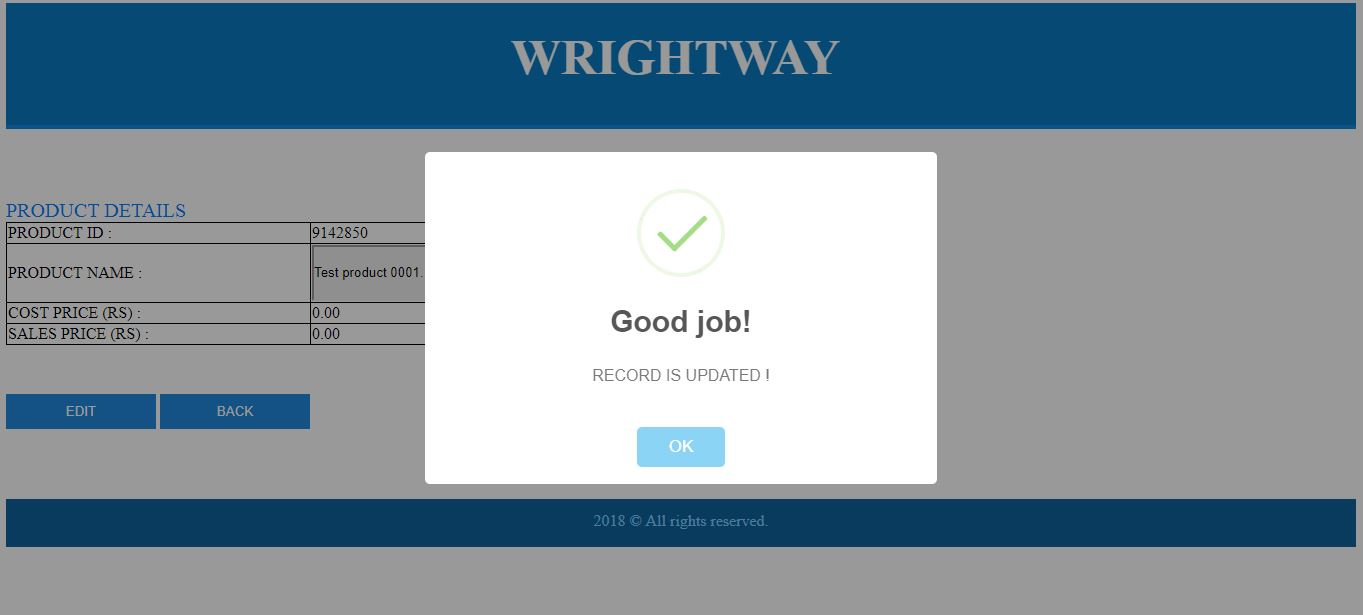 WRIGHTWAY
PRODUCT DETAILS
PRODUCT ID : 9142850
PRODUCT NAME : Test product 0001.
COST PRICE (RS) : 0.00
SALES PRICE (RS) : 0.00
EDIT BACK
Good job!
RECORD IS UPDATED !
OK
2018 © All rights reserved.